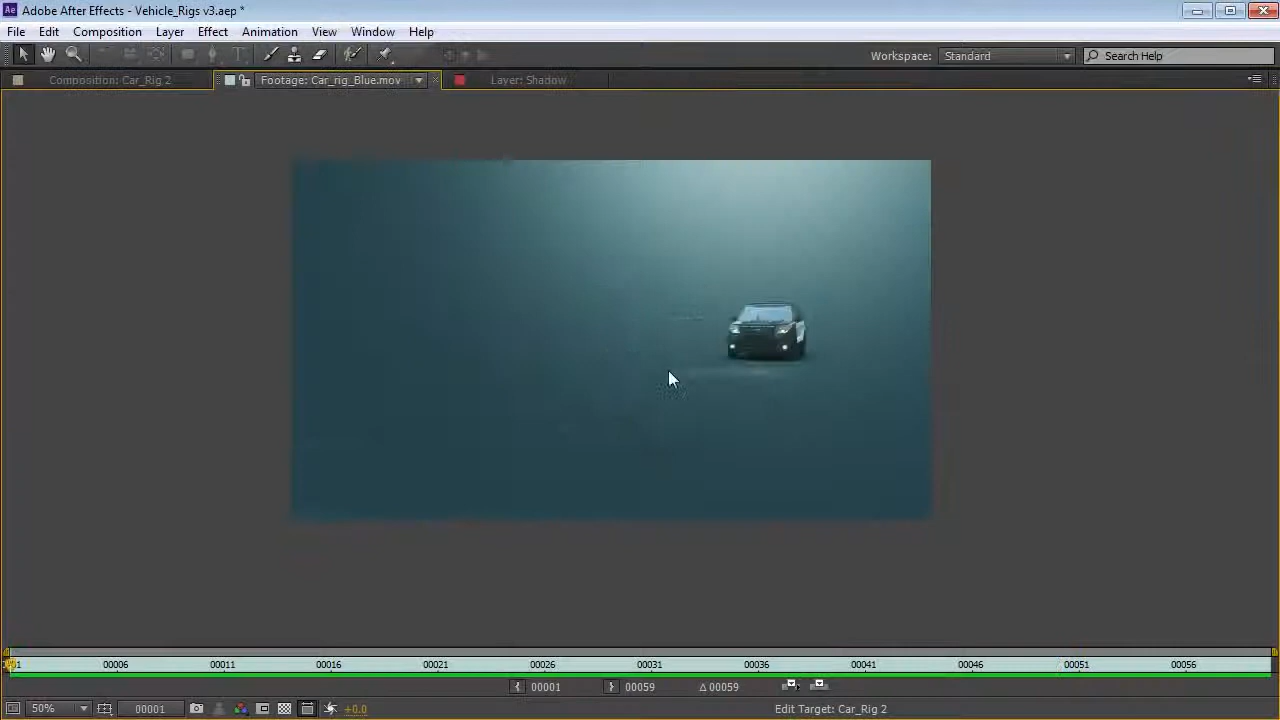 Adobe After Effects - Vehicle_Rigs v3.aep *
File Edit Composition Layer Effect Animation View Window Help
Workspace: Standard Search Help
Composition: Car_Rig 2 Footage: Car_rig_Blue.mov Layer: Shadow
00006 00011 00016 00021 00026 00031 00036 00041 00046 00051 00056
00001 00059 Δ 00059
50% 00001 +0.0 Edit Target: Car_Rig 2